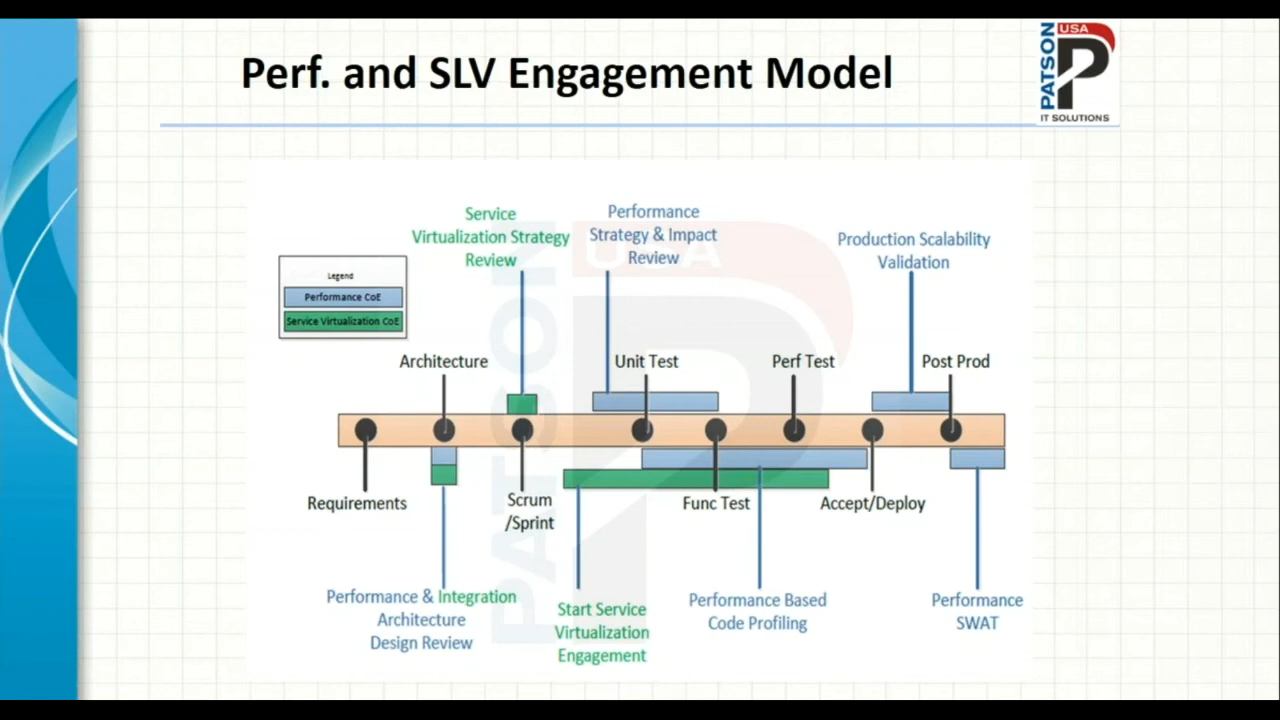 Perf. and SLV Engagement Model
PATSON
USA
P
IT SOLUTIONS
Service
Virtualization Strategy
Review
Performance
Strategy & Impact
Review
Production Scalability
Validation
Legend
Performance CoE
Service Virtualization CoE
Architecture
Unit Test
Perf Test
Post Prod
Requirements
Scrum
/Sprint
Func Test
Accept/Deploy
Performance & Integration
Architecture
Design Review
Start Service
Virtualization
Engagement
Performance Based
Code Profiling
Performance
SWAT
PATSON
USA
P